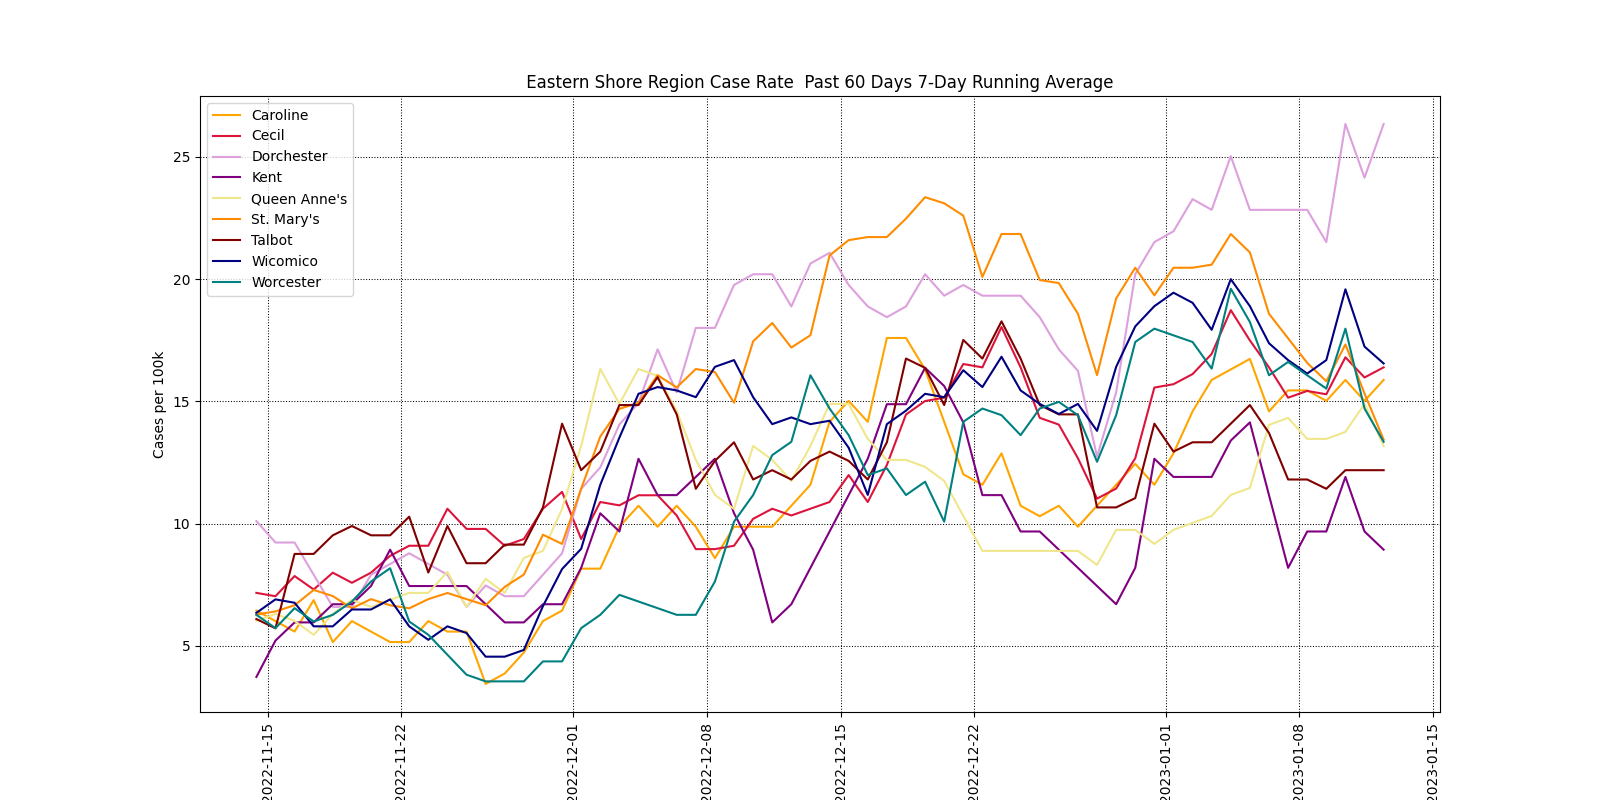 Eastern Shore Region Case Rate  Past 60 Days 7-Day Running Average
Caroline
Cecil
Dorchester
Kent
Queen Anne's
St. Mary's
Talbot
Wicomico
Worcester
Cases per 100k
25
20
15
10
5
2022-11-15
2022-11-22
2022-12-01
2022-12-08
2022-12-15
2022-12-22
2023-01-01
2023-01-08
2023-01-15